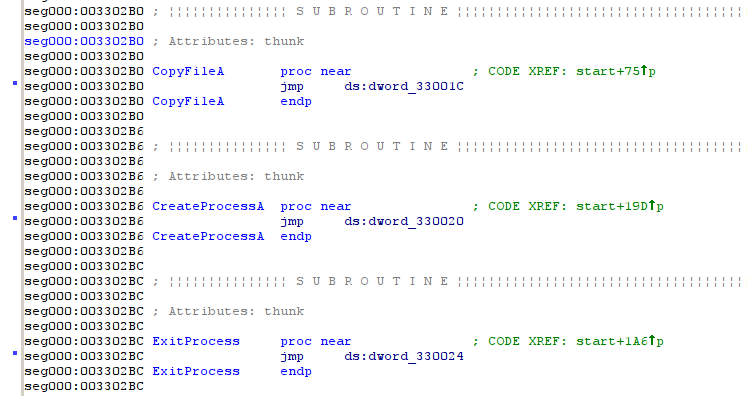 seg000:003302B0 ; ¦¦¦¦¦¦¦¦¦¦¦¦¦¦¦ S U B R O U T I N E ¦¦¦¦¦¦¦¦¦¦¦¦¦¦¦¦¦¦¦¦¦¦¦¦¦¦¦¦¦¦¦¦¦¦¦¦
seg000:003302B0
seg000:003302B0 ; Attributes: thunk
seg000:003302B0
seg000:003302B0 CopyFileA proc near ; CODE XREF: start+75↑p
seg000:003302B0 jmp ds:dword_33001C
seg000:003302B0 CopyFileA endp
seg000:003302B0
seg000:003302B6
seg000:003302B6 ; ¦¦¦¦¦¦¦¦¦¦¦¦¦¦¦ S U B R O U T I N E ¦¦¦¦¦¦¦¦¦¦¦¦¦¦¦¦¦¦¦¦¦¦¦¦¦¦¦¦¦¦¦¦¦¦¦¦
seg000:003302B6
seg000:003302B6 ; Attributes: thunk
seg000:003302B6
seg000:003302B6 CreateProcessA proc near ; CODE XREF: start+19D↑p
seg000:003302B6 jmp ds:dword_330020
seg000:003302B6 CreateProcessA endp
seg000:003302B6
seg000:003302BC
seg000:003302BC ; ¦¦¦¦¦¦¦¦¦¦¦¦¦¦¦ S U B R O U T I N E ¦¦¦¦¦¦¦¦¦¦¦¦¦¦¦¦¦¦¦¦¦¦¦¦¦¦¦¦¦¦¦¦¦¦¦¦
seg000:003302BC
seg000:003302BC ; Attributes: thunk
seg000:003302BC
seg000:003302BC ExitProcess proc near ; CODE XREF: start+1A6↑p
seg000:003302BC jmp ds:dword_330024
seg000:003302BC ExitProcess endp
seg000:003302BC